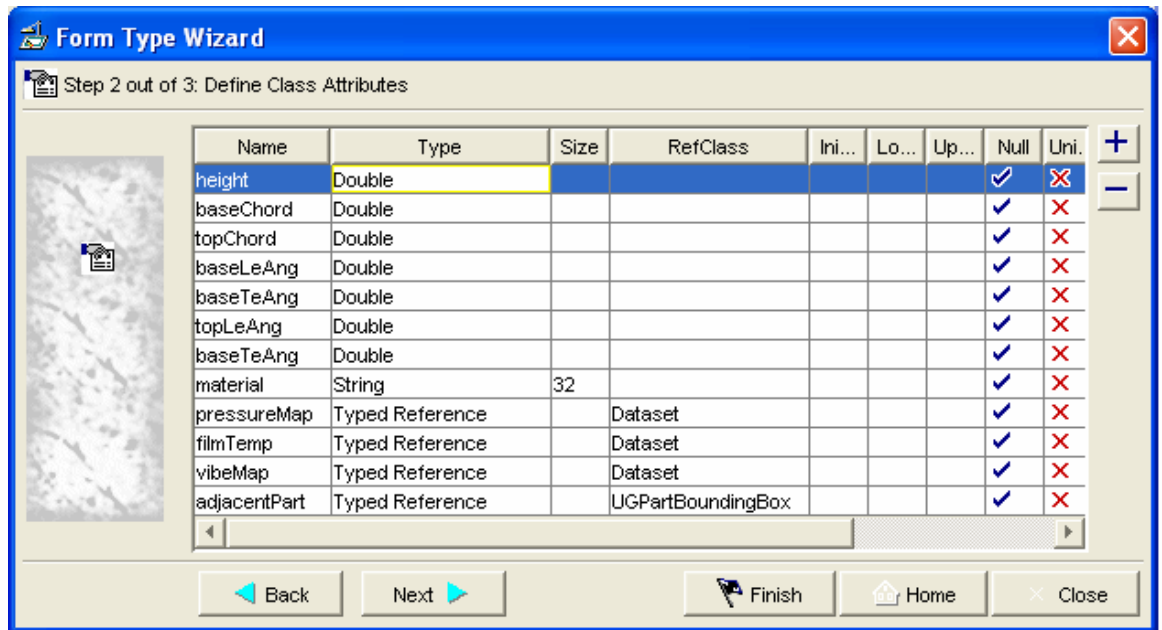 Form Type Wizard
Step 2 out of 3: Define Class Attributes
Name Type Size RefClass Ini... Lo... Up... Null Uni.
height Double
baseChord Double
topChord Double
baseLeAng Double
baseTeAng Double
topLeAng Double
baseTeAng Double
material String 32
pressureMap Typed Reference Dataset
filmTemp Typed Reference Dataset
vibeMap Typed Reference Dataset
adjacentPart Typed Reference UGPartBoundingBox
Back Next Finish Home Close